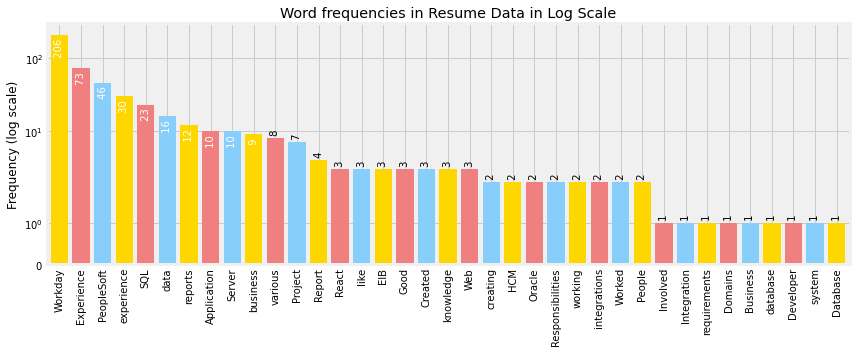 Word frequencies in Resume Data in Log Scale
Frequency (log scale)
10²
10¹
10⁰
0
206
73
46
30
23
16
12
10
10
9
8
7
4
3
3
3
3
3
3
3
2
2
2
2
2
2
2
2
1
1
1
1
1
1
1
1
1
Workday
Experience
PeopleSoft
experience
SQL
data
reports
Application
Server
business
various
Project
Report
React
like
EIB
Good
Created
knowledge
Web
creating
HCM
Oracle
Responsibilities
working
integrations
Worked
People
Involved
Integration
requirements
Domains
Business
database
Developer
system
Database